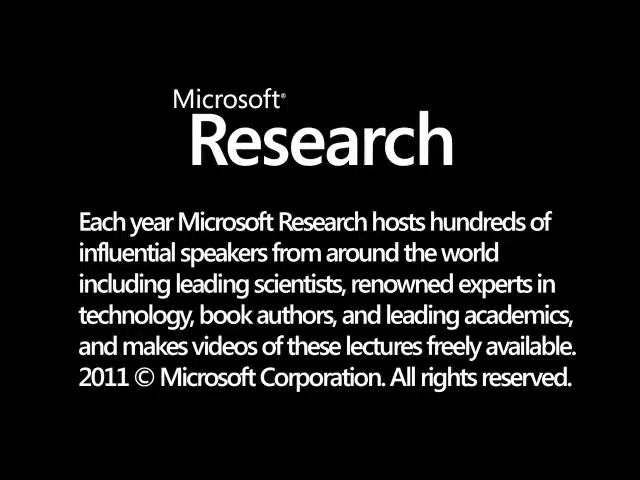 Microsoft®
Research
Each year Microsoft Research hosts hundreds of
influential speakers from around the world
including leading scientists, renowned experts in
technology, book authors, and leading academics,
and makes videos of these lectures freely available.
2011 © Microsoft Corporation. All rights reserved.